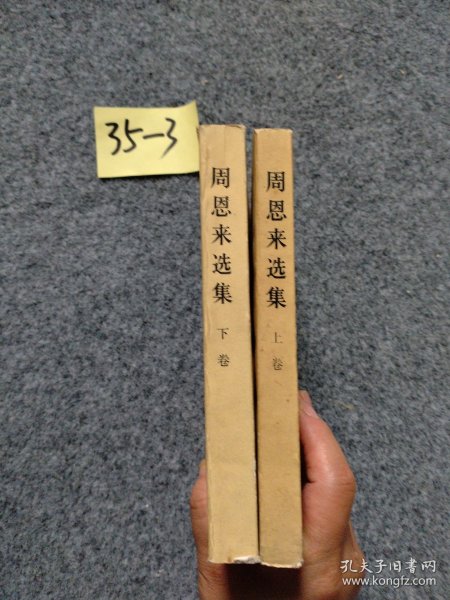 35-3
周恩来选集
下卷
周恩来选集
上卷
孔夫子旧书网
www.kongfz.com